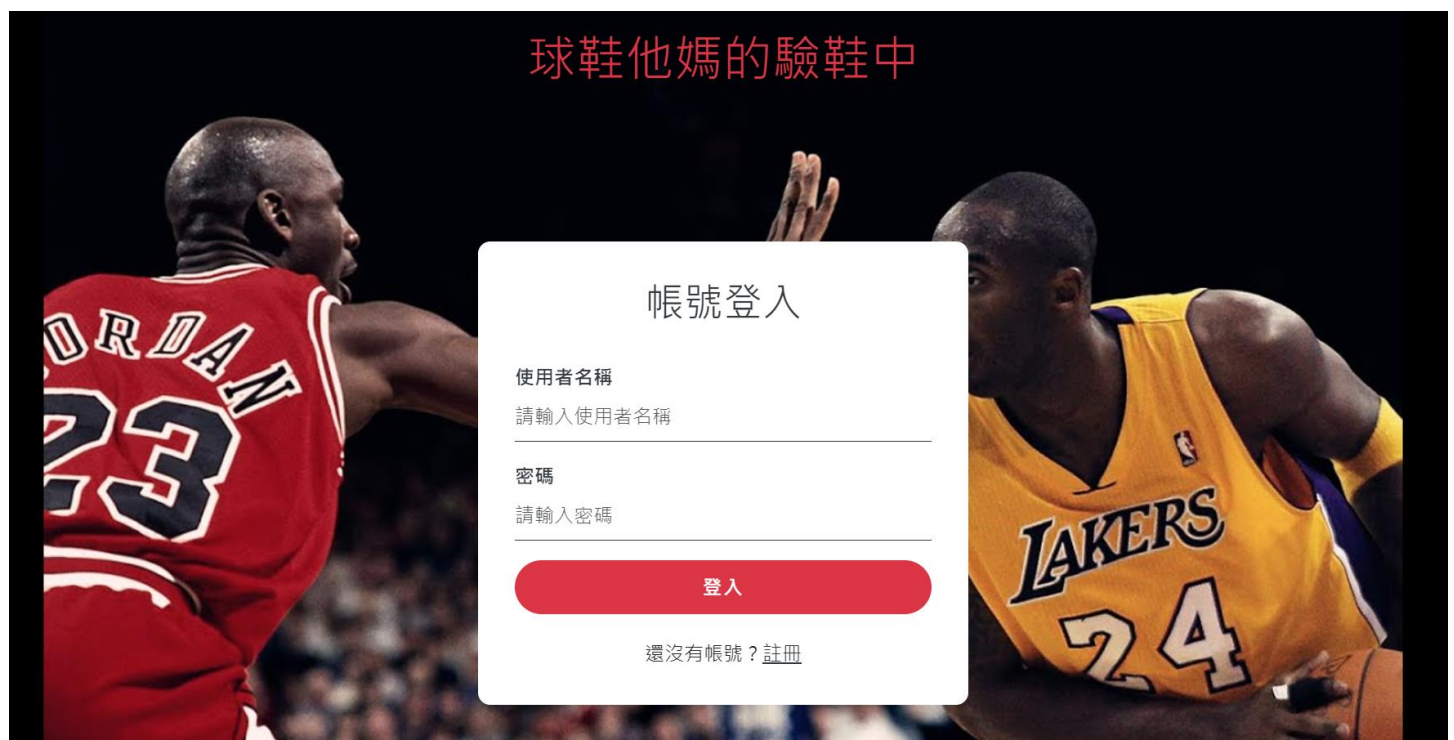 球鞋他媽的驗鞋中
帳號登入
使用者名稱
請輸入使用者名稱
密碼
請輸入密碼
登入
還沒有帳號？註冊
ORDAN
23
LAKERS
24